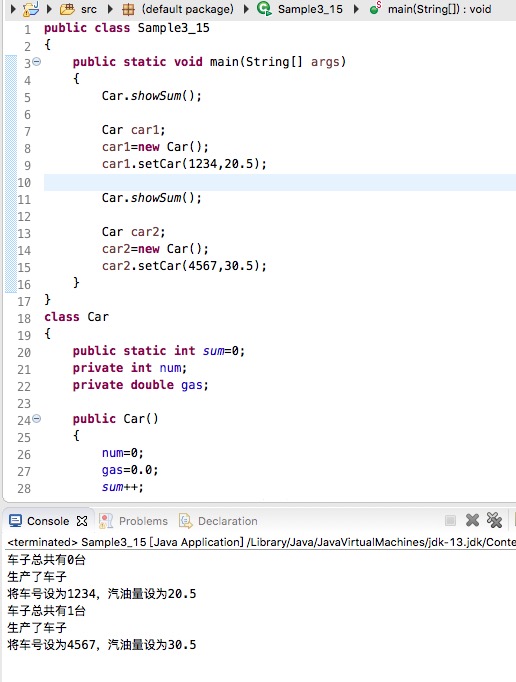 src (default package) Sample3_15 main(String[]) : void
1 public class Sample3_15
2 {
3 public static void main(String[] args)
4 {
5 Car.showSum();
6
7 Car car1;
8 car1=new Car();
9 car1.setCar(1234,20.5);
10
11 Car.showSum();
12
13 Car car2;
14 car2=new Car();
15 car2.setCar(4567,30.5);
16 }
17 }
18 class Car
19 {
20 public static int sum=0;
21 private int num;
22 private double gas;
23
24 public Car()
25 {
26 num=0;
27 gas=0.0;
28 sum++;
Console Problems Declaration
<terminated> Sample3_15 [Java Application] /Library/Java/JavaVirtualMachines/jdk-13.jdk/Conte
车子总共有0台
生产了车子
将车号设为1234，汽油量设为20.5
车子总共有1台
生产了车子
将车号设为4567，汽油量设为30.5